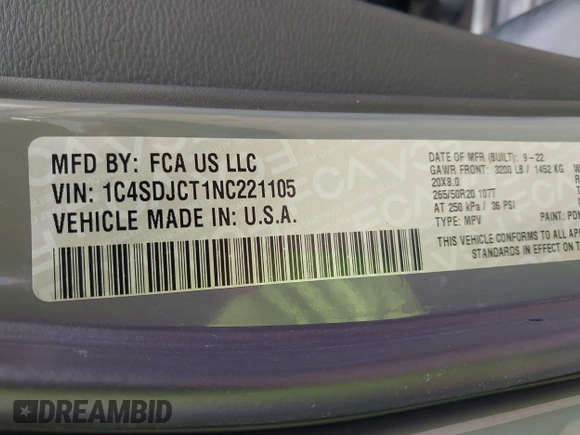 MFD BY: FCA US LLC
VIN: 1C4SDJCT1NC221105
VEHICLE MADE IN: U.S.A.
DATE OF MFR (BUILT): 9-22
GAWR FRONT: 3200 LB / 1452 KG
20X8.0
265/50R20 107T
AT 250 kPa / 36 PSI
TYPE: MPV
PAINT: PDN
THIS VEHICLE CONFORMS TO ALL APP
STANDARDS IN EFFECT ON T
DREAMBID